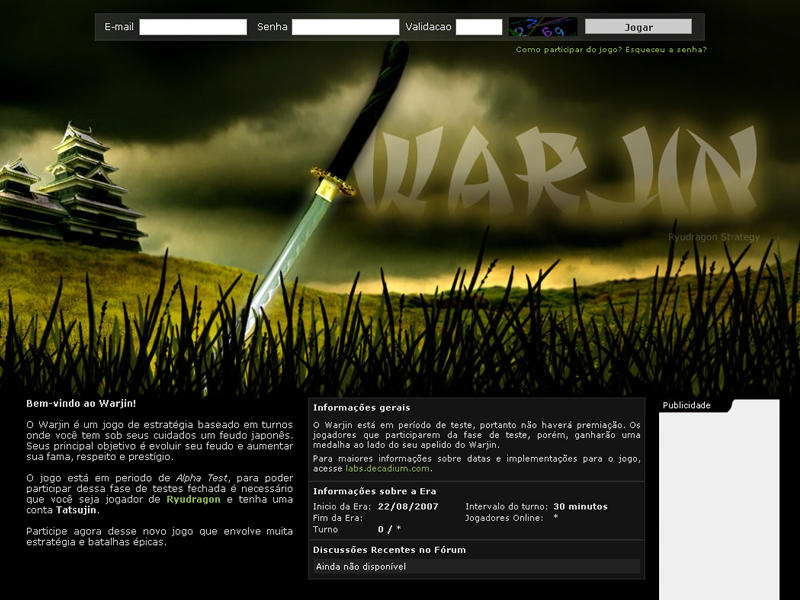 E-mail Senha Validacao Jogar
Como participar do jogo? Esqueceu a senha?
WARJIN
Ryudragon Strategy
Bem-vindo ao Warjin!
O Warjin é um jogo de estratégia baseado em turnos
onde você tem sob seus cuidados um feudo japonês.
Seus principal objetivo é evoluir seu feudo e aumentar
sua fama, respeito e prestígio.
O jogo está em periodo de Alpha Test, para poder
participar dessa fase de testes fechada é necessário
que você seja jogador de Ryudragon e tenha uma
conta Tatsujin.
Participe agora desse novo jogo que envolve muita
estratégia e batalhas épicas.
Informações gerais
O Warjin está em período de teste, portanto não haverá premiação. Os
jogadores que participarem da fase de teste, porém, ganharão uma
medalha ao lado do seu apelido do Warjin.
Para maiores informações sobre datas e implementações para o jogo,
acesse labs.decadium.com.
Informações sobre a Era
Inicio da Era: 22/08/2007 Intervalo do turno: 30 minutos
Fim da Era: Jogadores Online: *
Turno 0 / *
Discussões Recentes no Fórum
Ainda não disponível
Publicidade